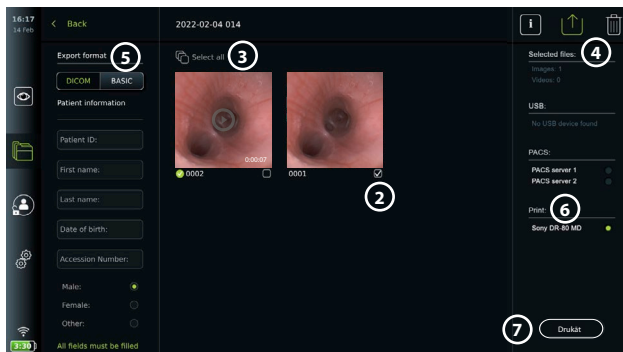 16:17
14 Feb
Back
2022-02-04 014
i
Export format
5
DICOM
BASIC
Patient information
Patient ID:
First name:
Last name:
Date of birth:
Accession Number:
Male:
Female:
Other:
All fields must be filled
3:30
Select all
3
0:00:07
0002
0001
2
4
Selected files:
Images: 1
Videos: 0
USB:
No USB device found
PACS:
PACS server 1
PACS server 2
Print:
6
Sony DR-80 MD
7
Drukāt